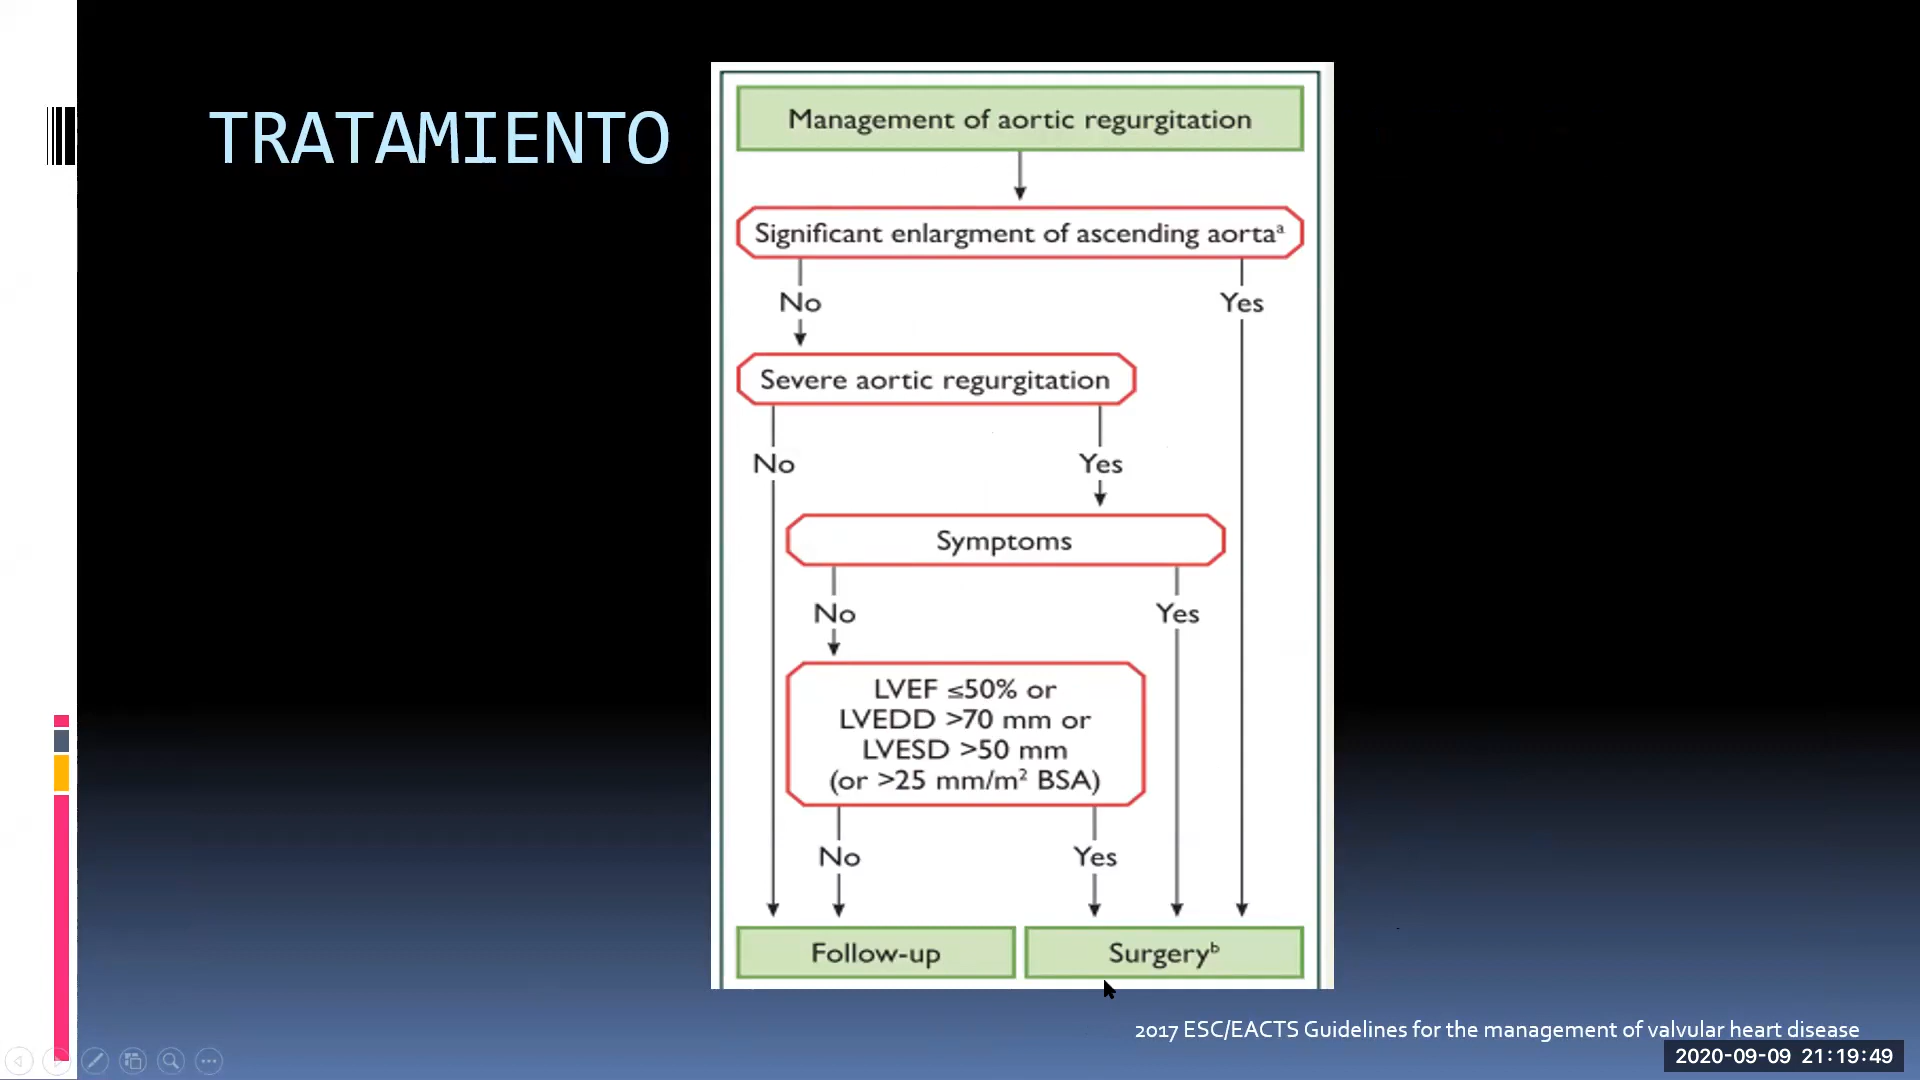 TRATAMIENTO
Management of aortic regurgitation
Significant enlargment of ascending aortaᵃ
No
Yes
Severe aortic regurgitation
No
Yes
Symptoms
No
Yes
LVEF ≤50% or
LVEDD >70 mm or
LVESD >50 mm
(or >25 mm/m² BSA)
No
Yes
Follow-up
Surgeryᵇ
2017 ESC/EACTS Guidelines for the management of valvular heart disease
2020-09-09 21:19:49